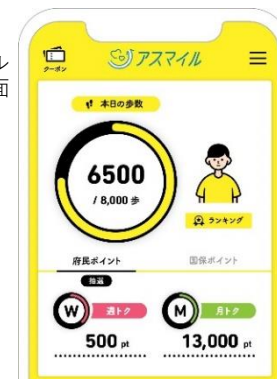 ル
面
クーポン
アスマイル
本日の歩数
6500
/ 8,000 歩
ランキング
府民ポイント
国保ポイント
抽選
W 週トク
M 月トク
500 pt
13,000 pt